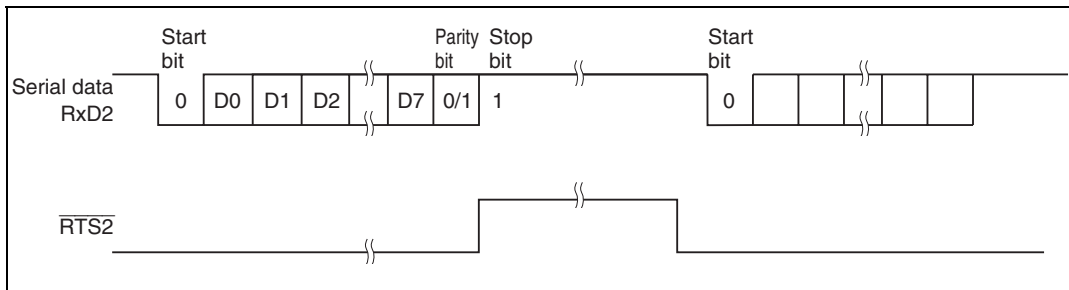 Start bit
Parity bit
Stop bit
Start bit
Serial data RxD2
0 D0 D1 D2 D7 0/1 1 0
RTS2